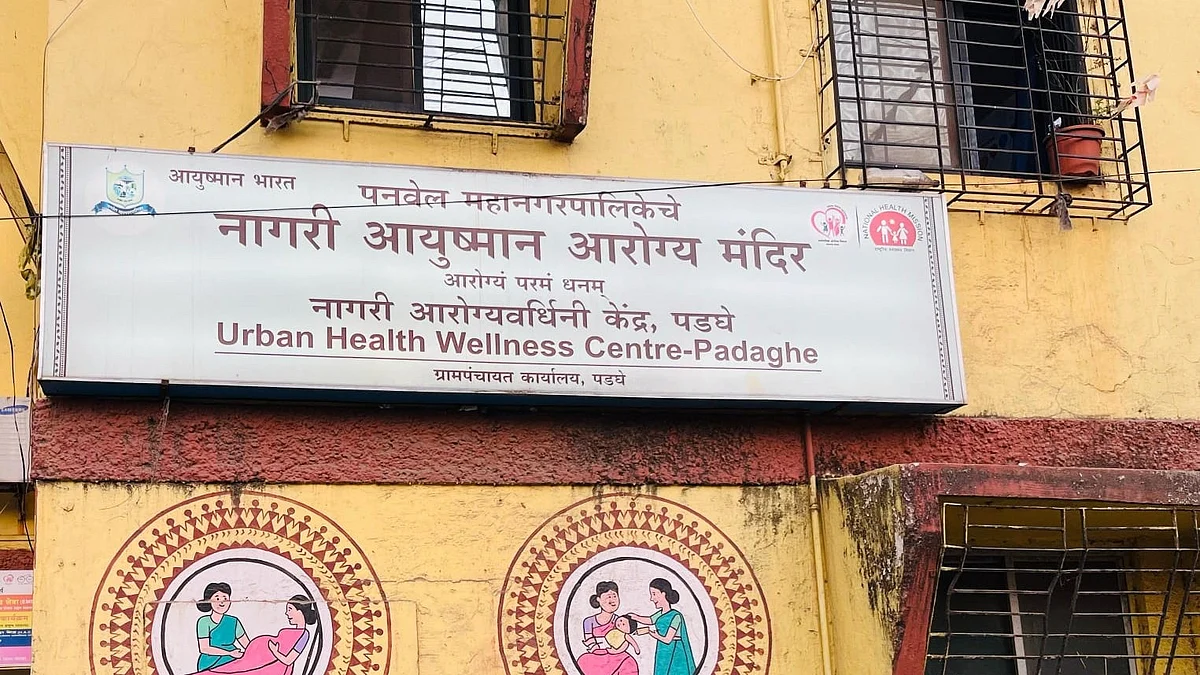 आयुष्मान भारत
पनवेल महानगरपालिकेचे
नागरी आयुष्मान आरोग्य मंदिर
आरोग्यं परमं धनम्
नागरी आरोग्यवर्धिनी केंद्र, पडघे
Urban Health Wellness Centre-Padaghe
ग्रामपंचायत कार्यालय, पडघे
NATIONAL HEALTH MISSION
SAMSUNG